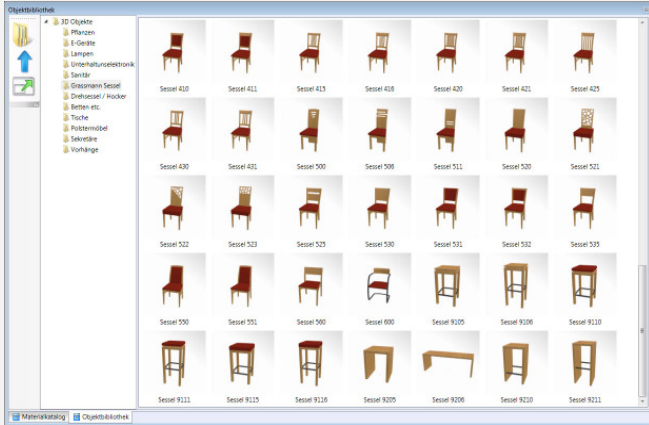 Objektbibliothek
3D Objekte
Pflanzen
E-Geräte
Lampen
Unterhaltunselektronik
Sanitär
Grassmann Sessel
Drehsessel / Hocker
Betten etc.
Tische
Polstermöbel
Sekretäre
Vorhänge
Sessel 410 Sessel 411 Sessel 415 Sessel 416 Sessel 420 Sessel 421 Sessel 425
Sessel 430 Sessel 431 Sessel 500 Sessel 506 Sessel 511 Sessel 520 Sessel 521
Sessel 522 Sessel 523 Sessel 525 Sessel 530 Sessel 531 Sessel 532 Sessel 535
Sessel 550 Sessel 551 Sessel 560 Sessel 600 Sessel 9105 Sessel 9106 Sessel 9110
Sessel 9111 Sessel 9115 Sessel 9116 Sessel 9205 Sessel 9206 Sessel 9210 Sessel 9211
Materialkatalog Objektbibliothek